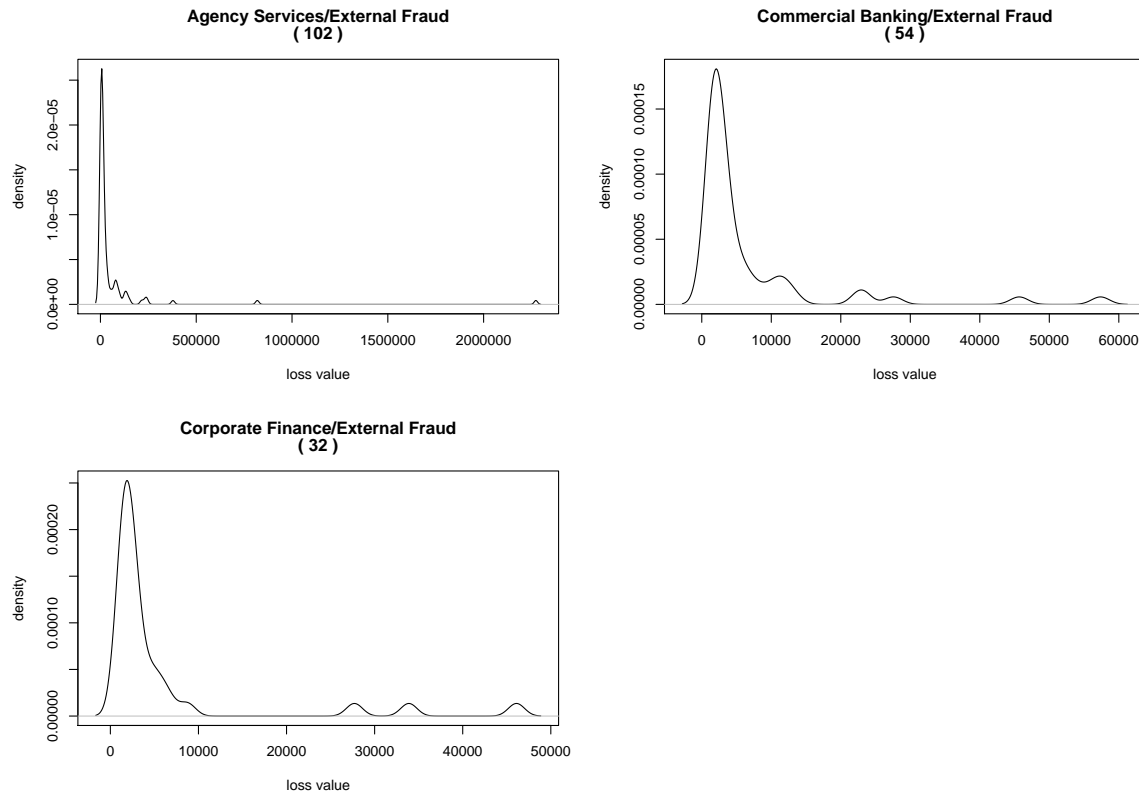 Agency Services/External Fraud
( 102 )
density
0.0e+00 1.0e-05 2.0e-05
0 500000 1000000 1500000 2000000
loss value
Commercial Banking/External Fraud
( 54 )
density
0.00000 0.00005 0.00010 0.00015
0 10000 20000 30000 40000 50000 60000
loss value
Corporate Finance/External Fraud
( 32 )
density
0.00000 0.00010 0.00020
0 10000 20000 30000 40000 50000
loss value